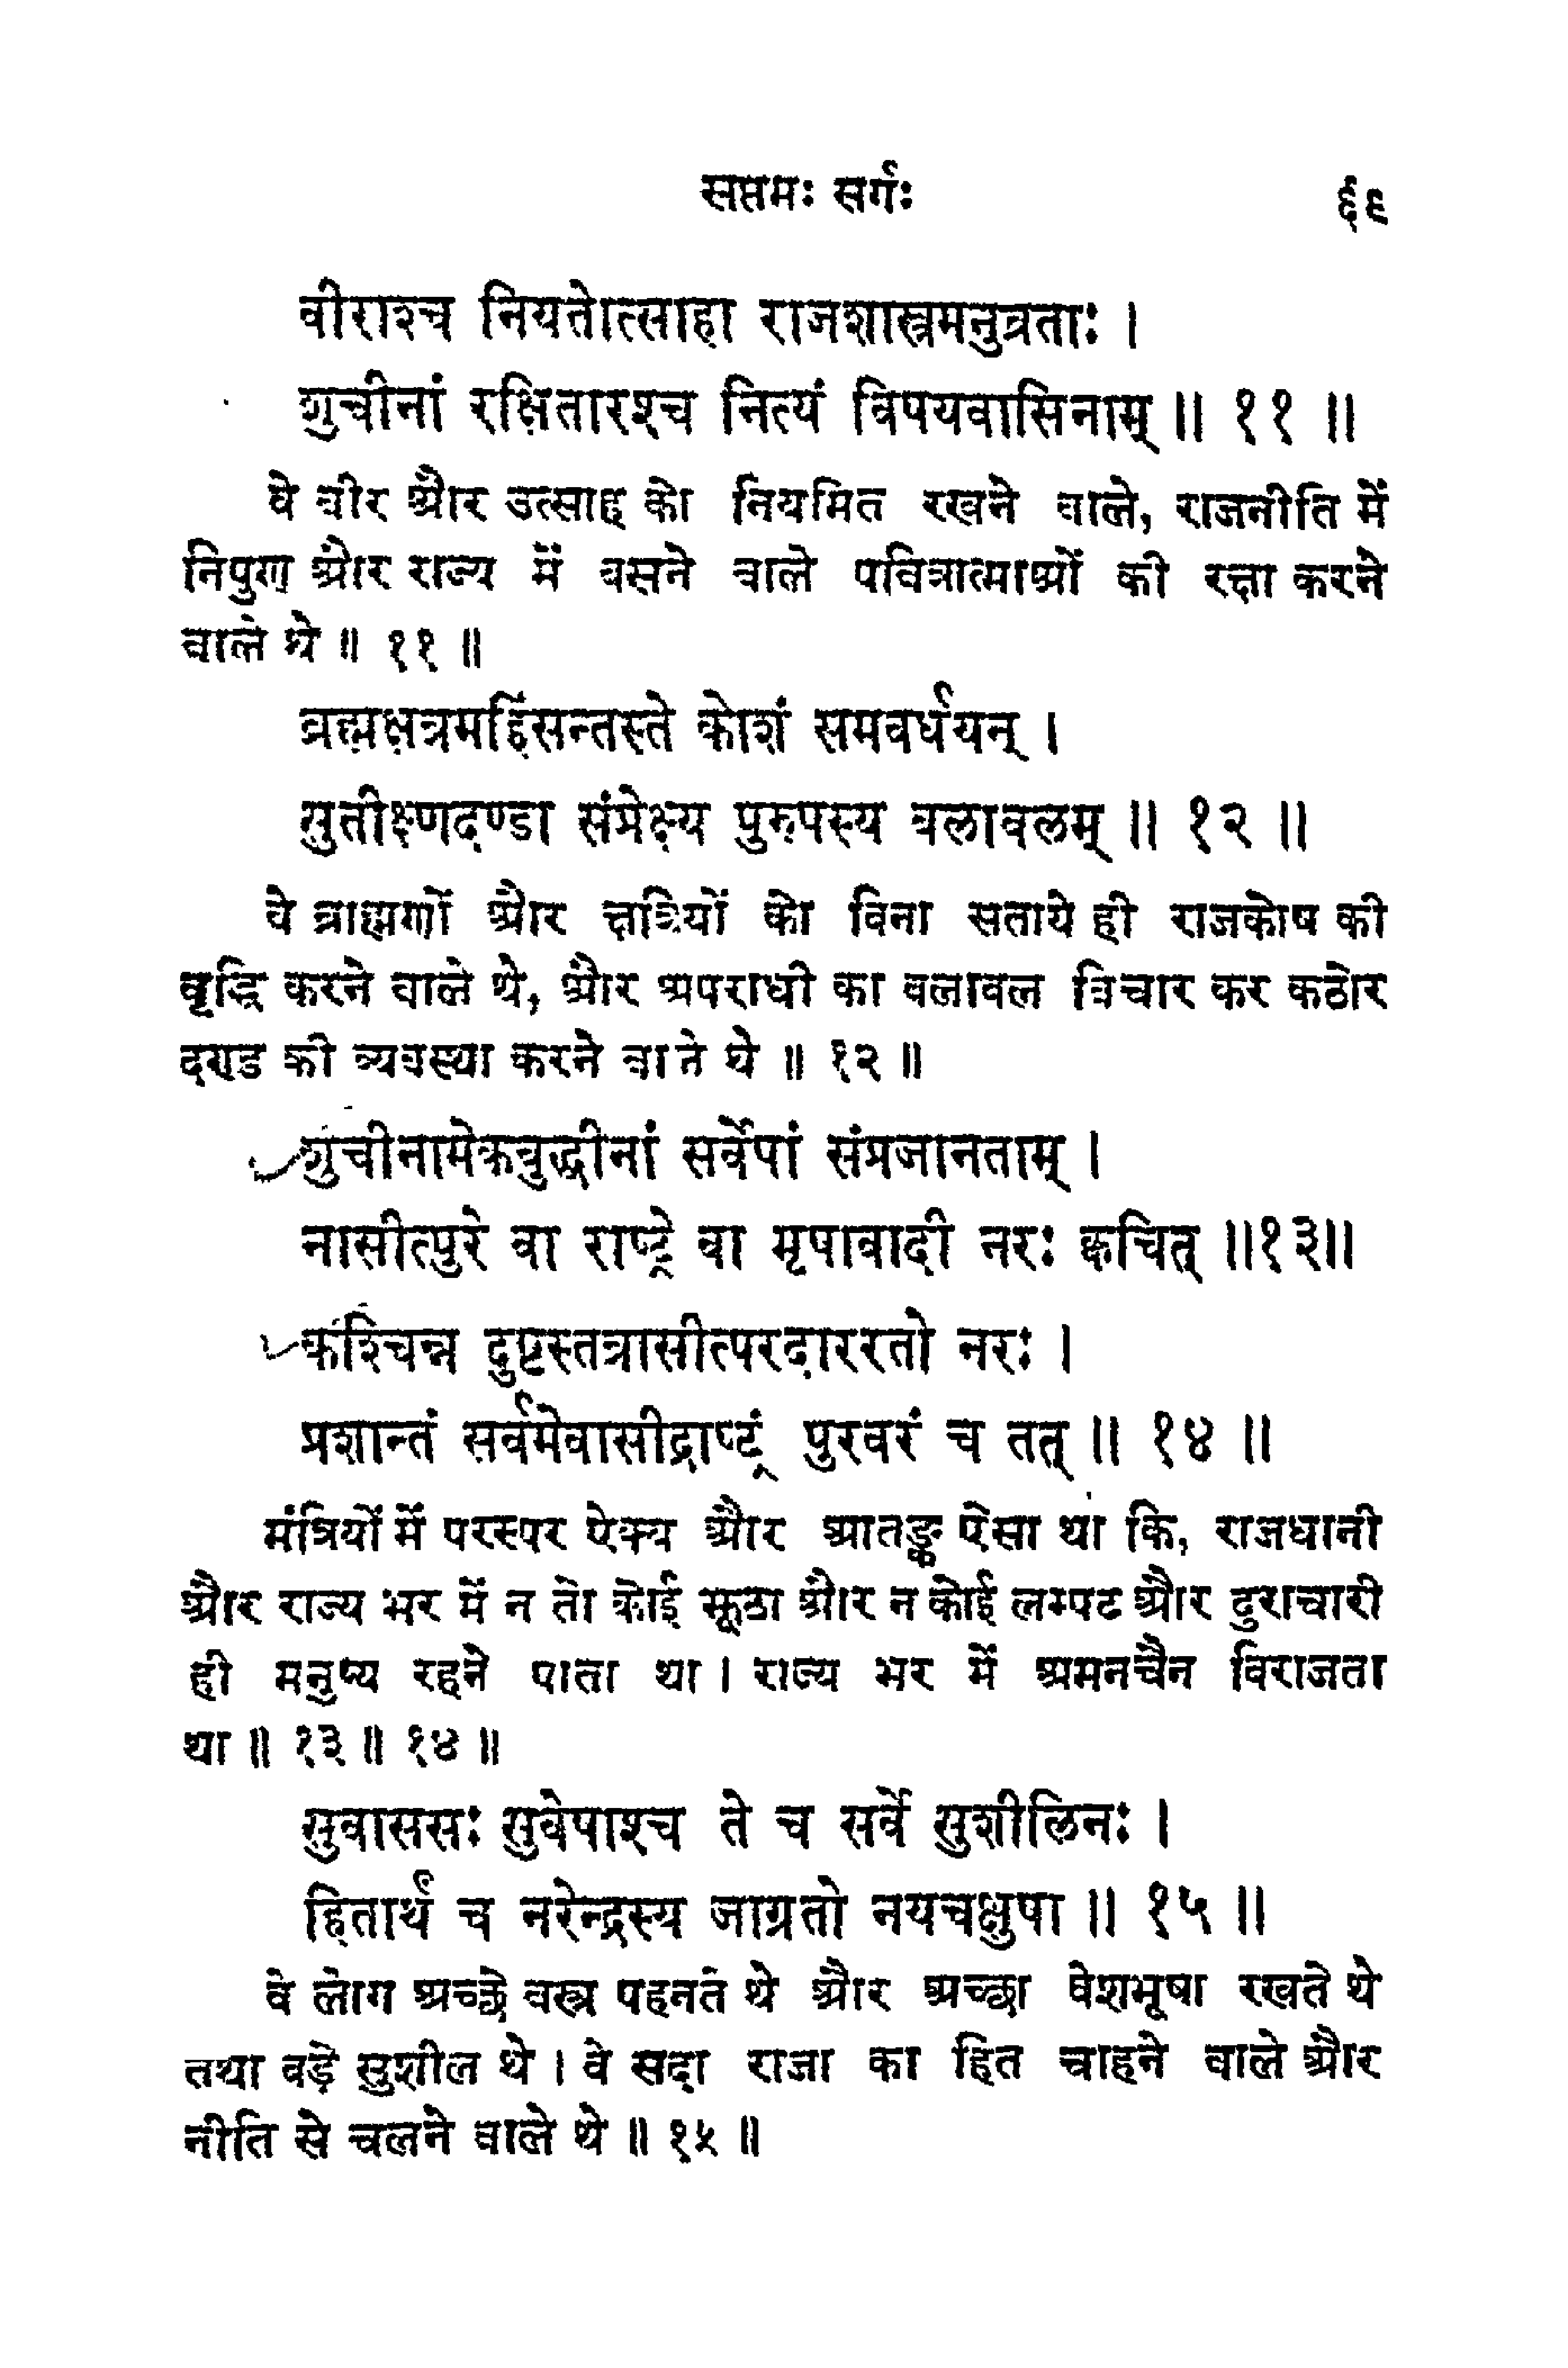 सप्तमः सर्गः ६९
वीराश्च नियतोत्साहा राजशास्त्रमनुव्रताः ।
शुचीनां रक्षितारश्च नित्यं विषयवासिनाम् ॥ ११ ॥
वे वीर और उत्साह को नियमित रखने वाले, राजनीति में
निपुण और राज्य में वसने वाले पवित्रात्माओं की रक्षा करने
वाले थे ॥ ११ ॥
ब्रह्मक्षत्रमहिंसन्तस्ते कोशं समवर्धयन् ।
सुतीक्ष्णदण्डा संप्रेक्ष्य पुरुषस्य बलाबलम् ॥ १२ ॥
वे ब्राह्मणों और क्षत्रियों को विना सताये ही राजकोष की
वृद्धि करने वाले थे, और अपराधी का वलावल विचार कर कठोर
दण्ड की व्यवस्था करने वाले थे ॥ १२ ॥
शुचीनामेकबुद्धीनां सर्वेषां संप्रजानताम् ।
नासीत्पुरे वा राष्ट्रे वा मृषावादी नरः क्वचित् ॥१३॥
कश्चिन्न दुष्टस्तत्रासीत्परदाररतो नरः ।
प्रशान्तं सर्वमेवासीद्राष्ट्रं पुरवरं च तत् ॥ १४ ॥
मंत्रियों में परस्पर ऐक्य और आतङ्क ऐसा था कि, राजधानी
और राज्य भर में न तो कोई झूठा और न कोई लम्पट और दुराचारी
ही मनुष्य रहने पाता था । राज्य भर में अमनचैन विराजता
था ॥ १३ ॥ १४ ॥
सुवाससः सुवेषाश्च ते च सर्वे सुशीलिनः ।
हितार्थं च नरेन्द्रस्य जाग्रतो नयचक्षुषा ॥ १५ ॥
वे लोग अच्छे वस्त्र पहनते थे और अच्छा वेशभूषा रखते थे
तथा बड़े सुशील थे । वे सदा राजा का हित चाहने वाले और
नीति से चलने वाले थे ॥ १५ ॥